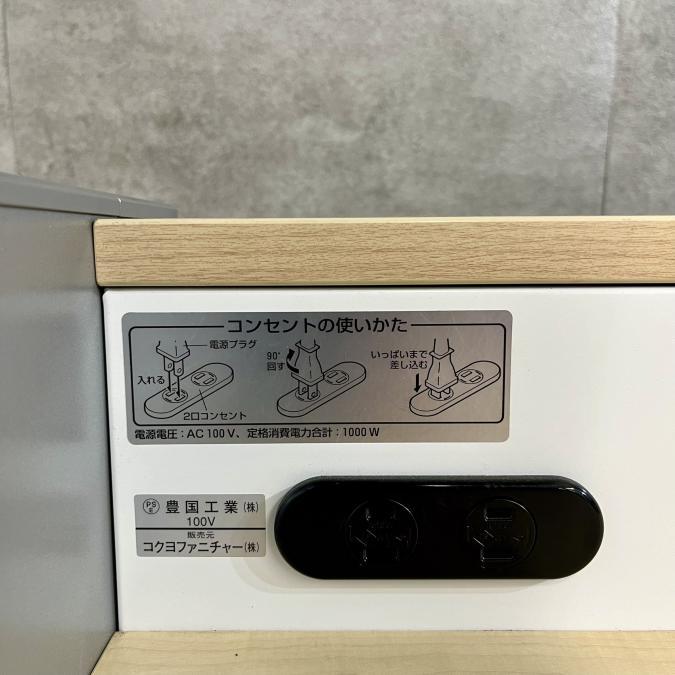 コンセントの使いかた
電源プラグ
入れる
2口コンセント
90°
回す
いっぱいまで
差し込む
電源電圧：AC100V、定格消費電力合計：1000W
PS
E
豊国工業(株)
100V
販売元
コクヨファニチャー(株)